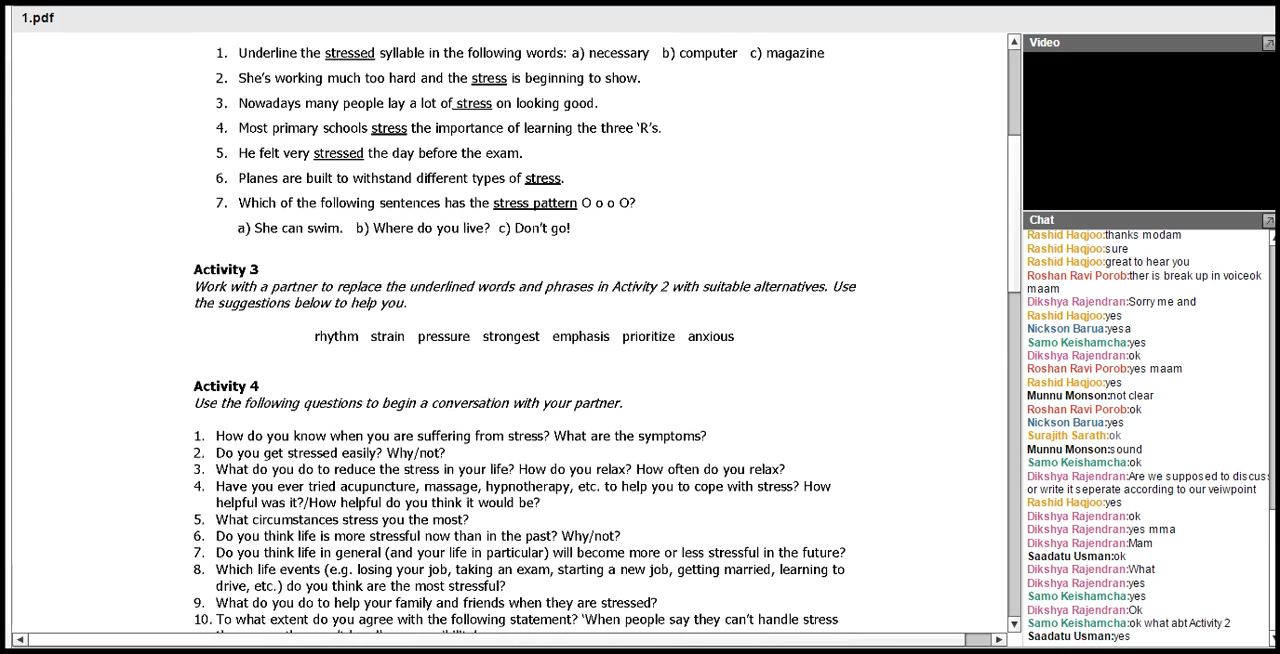 1.pdf
1. Underline the stressed syllable in the following words: a) necessary b) computer c) magazine
2. She's working much too hard and the stress is beginning to show.
3. Nowadays many people lay a lot of stress on looking good.
4. Most primary schools stress the importance of learning the three 'R's.
5. He felt very stressed the day before the exam.
6. Planes are built to withstand different types of stress.
7. Which of the following sentences has the stress pattern O o o O?
a) She can swim. b) Where do you live? c) Don't go!
Activity 3
Work with a partner to replace the underlined words and phrases in Activity 2 with suitable alternatives. Use
the suggestions below to help you.
rhythm strain pressure strongest emphasis prioritize anxious
Activity 4
Use the following questions to begin a conversation with your partner.
1. How do you know when you are suffering from stress? What are the symptoms?
2. Do you get stressed easily? Why/not?
3. What do you do to reduce the stress in your life? How do you relax? How often do you relax?
4. Have you ever tried acupuncture, massage, hypnotherapy, etc. to help you to cope with stress? How
helpful was it?/How helpful do you think it would be?
5. What circumstances stress you the most?
6. Do you think life is more stressful now than in the past? Why/not?
7. Do you think life in general (and your life in particular) will become more or less stressful in the future?
8. Which life events (e.g. losing your job, taking an exam, starting a new job, getting married, learning to
drive, etc.) do you think are the most stressful?
9. What do you do to help your family and friends when they are stressed?
10. To what extent do you agree with the following statement? 'When people say they can't handle stress
Video
Chat
Rashid Haqjoo:thanks modam
Rashid Haqjoo:sure
Rashid Haqjoo:great to hear you
Roshan Ravi Porob:ther is break up in voiceok
maam
Dikshya Rajendran:Sorry me and
Rashid Haqjoo:yes
Nickson Barua:yesa
Samo Keishamcha:yes
Dikshya Rajendran:ok
Roshan Ravi Porob:yes maam
Rashid Haqjoo:yes
Munnu Monson:not clear
Roshan Ravi Porob:ok
Nickson Barua:yes
Surajith Sarath:ok
Munnu Monson:sound
Samo Keishamcha:ok
Dikshya Rajendran:Are we supposed to discus
or write it seperate according to our veiwpoint
Rashid Haqjoo:yes
Dikshya Rajendran:ok
Dikshya Rajendran:yes mma
Dikshya Rajendran:Mam
Saadatu Usman:ok
Dikshya Rajendran:What
Dikshya Rajendran:yes
Samo Keishamcha:yes
Dikshya Rajendran:Ok
Samo Keishamcha:ok what abt Activity 2
Saadatu Usman:yes